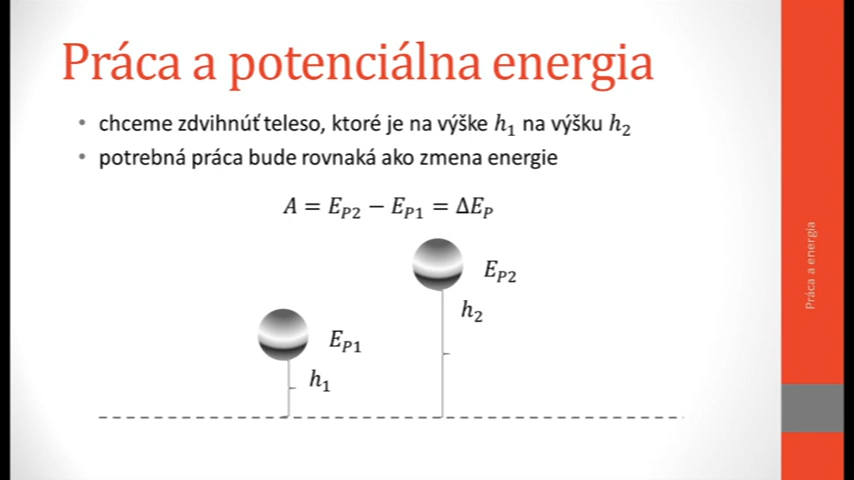 Práca a potenciálna energia
• chceme zdvihnúť teleso, ktoré je na výške h₁ na výšku h₂
• potrebná práca bude rovnaká ako zmena energie
A = E_P2 − E_P1 = ΔE_P
E_P2
h₂
E_P1
h₁
Práca a energia